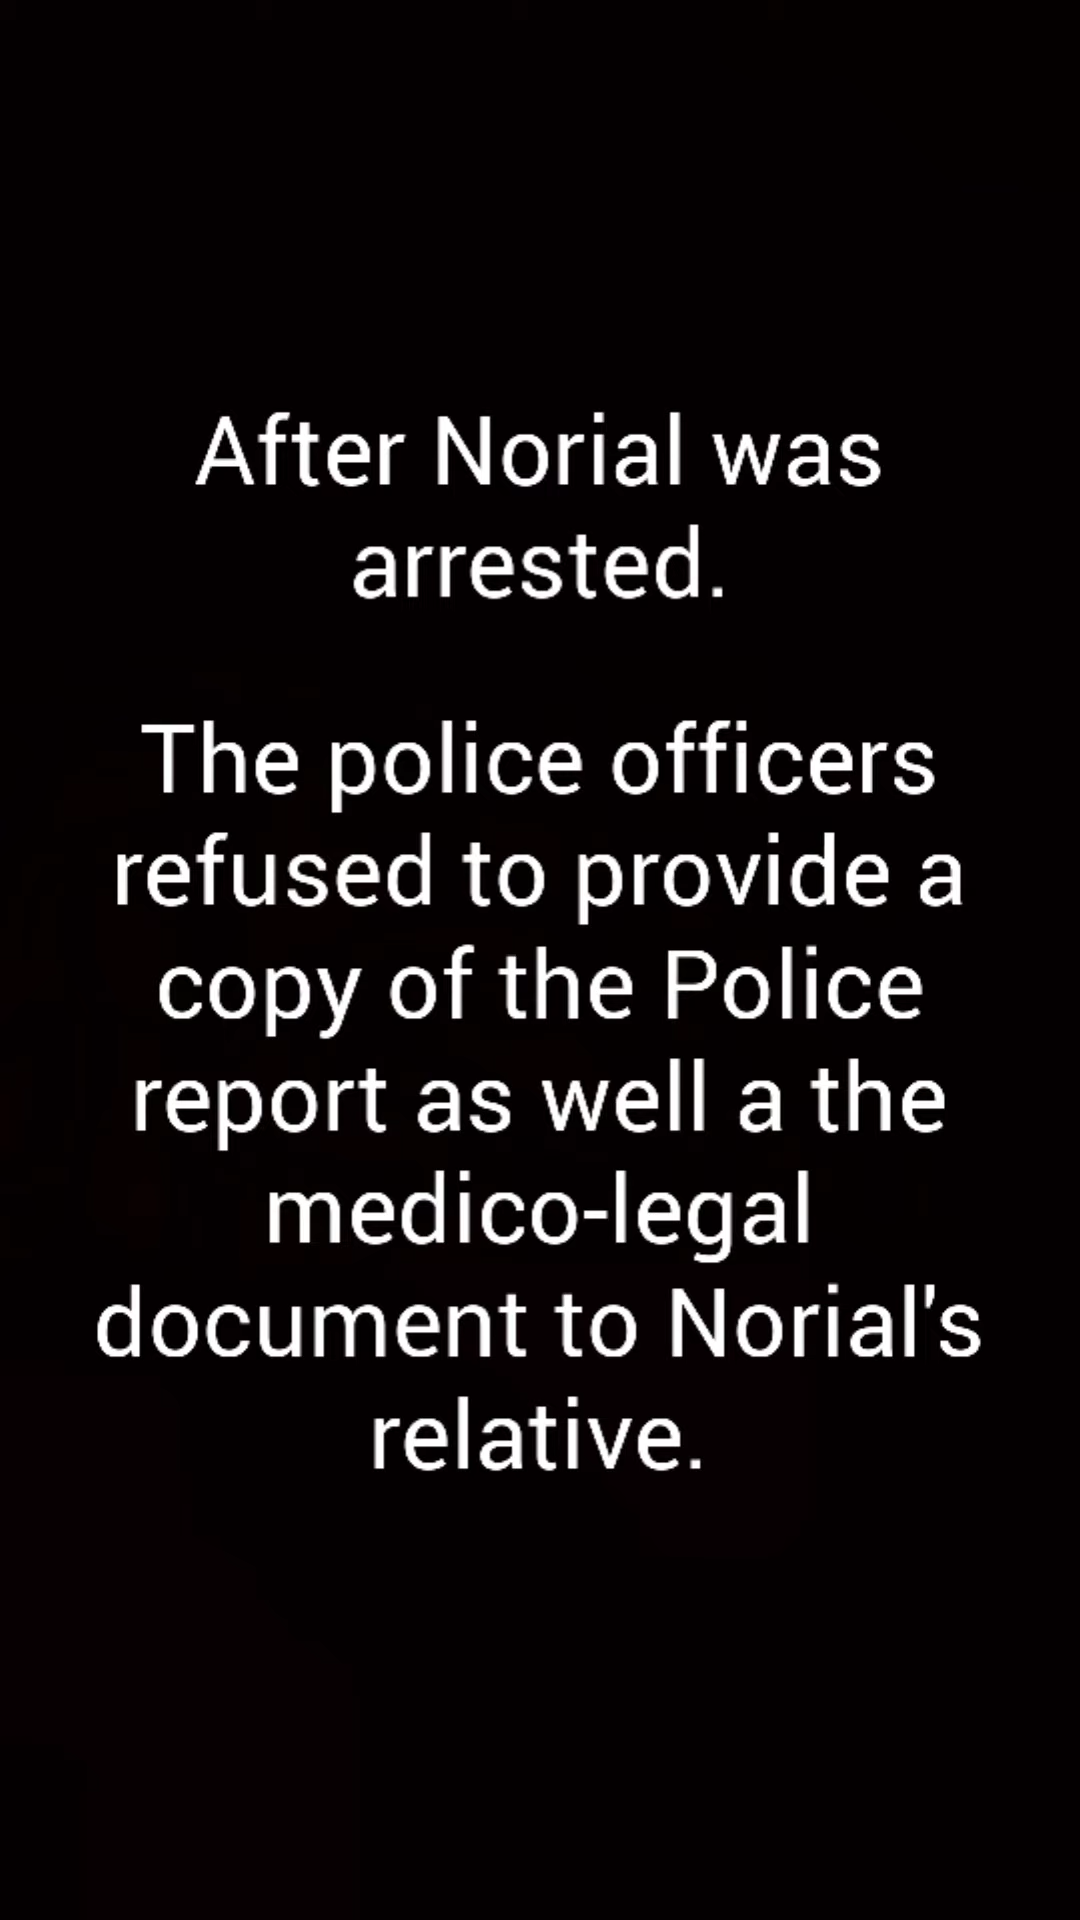 After Norial was
arrested.
The police officers
refused to provide a
copy of the Police
report as well a the
medico-legal
document to Norial's
relative.